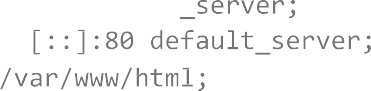 _server;
[::]:80 default_server;
/var/www/html;